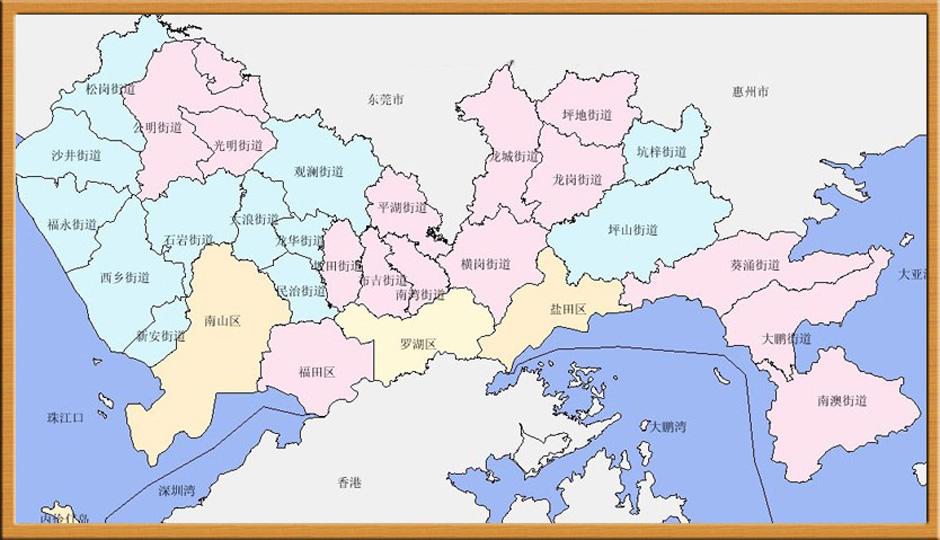 松岗街道
东莞市
惠州市
公明街道
光明街道
坪地街道
沙井街道
观澜街道
龙城街道
坑梓街道
龙岗街道
平湖街道
福永街道
大浪街道
石岩街道
龙华街道
坪山街道
坂田街道
横岗街道
葵涌街道
西乡街道
布吉街道
民治街道
南湾街道
大亚
盐田区
南山区
新安街道
罗湖区
大鹏街道
福田区
南澳街道
珠江口
大鹏湾
香港
深圳湾
内伶仃岛